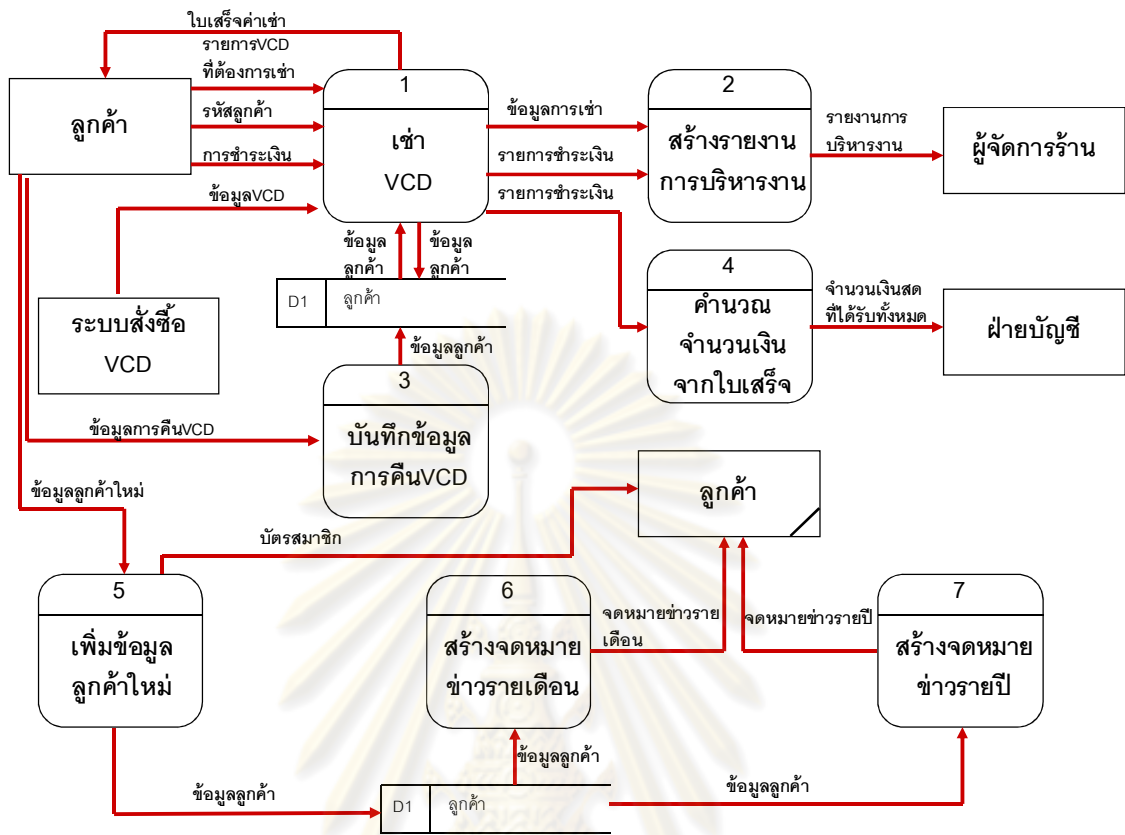 ใบเสร็จค่าเช่า
รายการVCD
ที่ต้องการเช่า
ลูกค้า
รหัสลูกค้า
การชำระเงิน
ข้อมูลVCD
1
เช่า
VCD
ข้อมูลการเช่า
รายการชำระเงิน
รายการชำระเงิน
2
สร้างรายงาน
การบริหารงาน
รายงานการ
บริหารงาน
ผู้จัดการร้าน
ข้อมูล
ลูกค้า
ข้อมูล
ลูกค้า
D1
ลูกค้า
ระบบสั่งซื้อ
VCD
4
คำนวณ
จำนวนเงิน
จากใบเสร็จ
จำนวนเงินสด
ที่ได้รับทั้งหมด
ฝ่ายบัญชี
ข้อมูลลูกค้า
3
บันทึกข้อมูล
การคืนVCD
ข้อมูลการคืนVCD
ข้อมูลลูกค้าใหม่
ลูกค้า
บัตรสมาชิก
5
เพิ่มข้อมูล
ลูกค้าใหม่
6
สร้างจดหมาย
ข่าวรายเดือน
จดหมายข่าวราย
เดือน
จดหมายข่าวรายปี
7
สร้างจดหมาย
ข่าวรายปี
ข้อมูลลูกค้า
ข้อมูลลูกค้า
D1
ลูกค้า
ข้อมูลลูกค้า